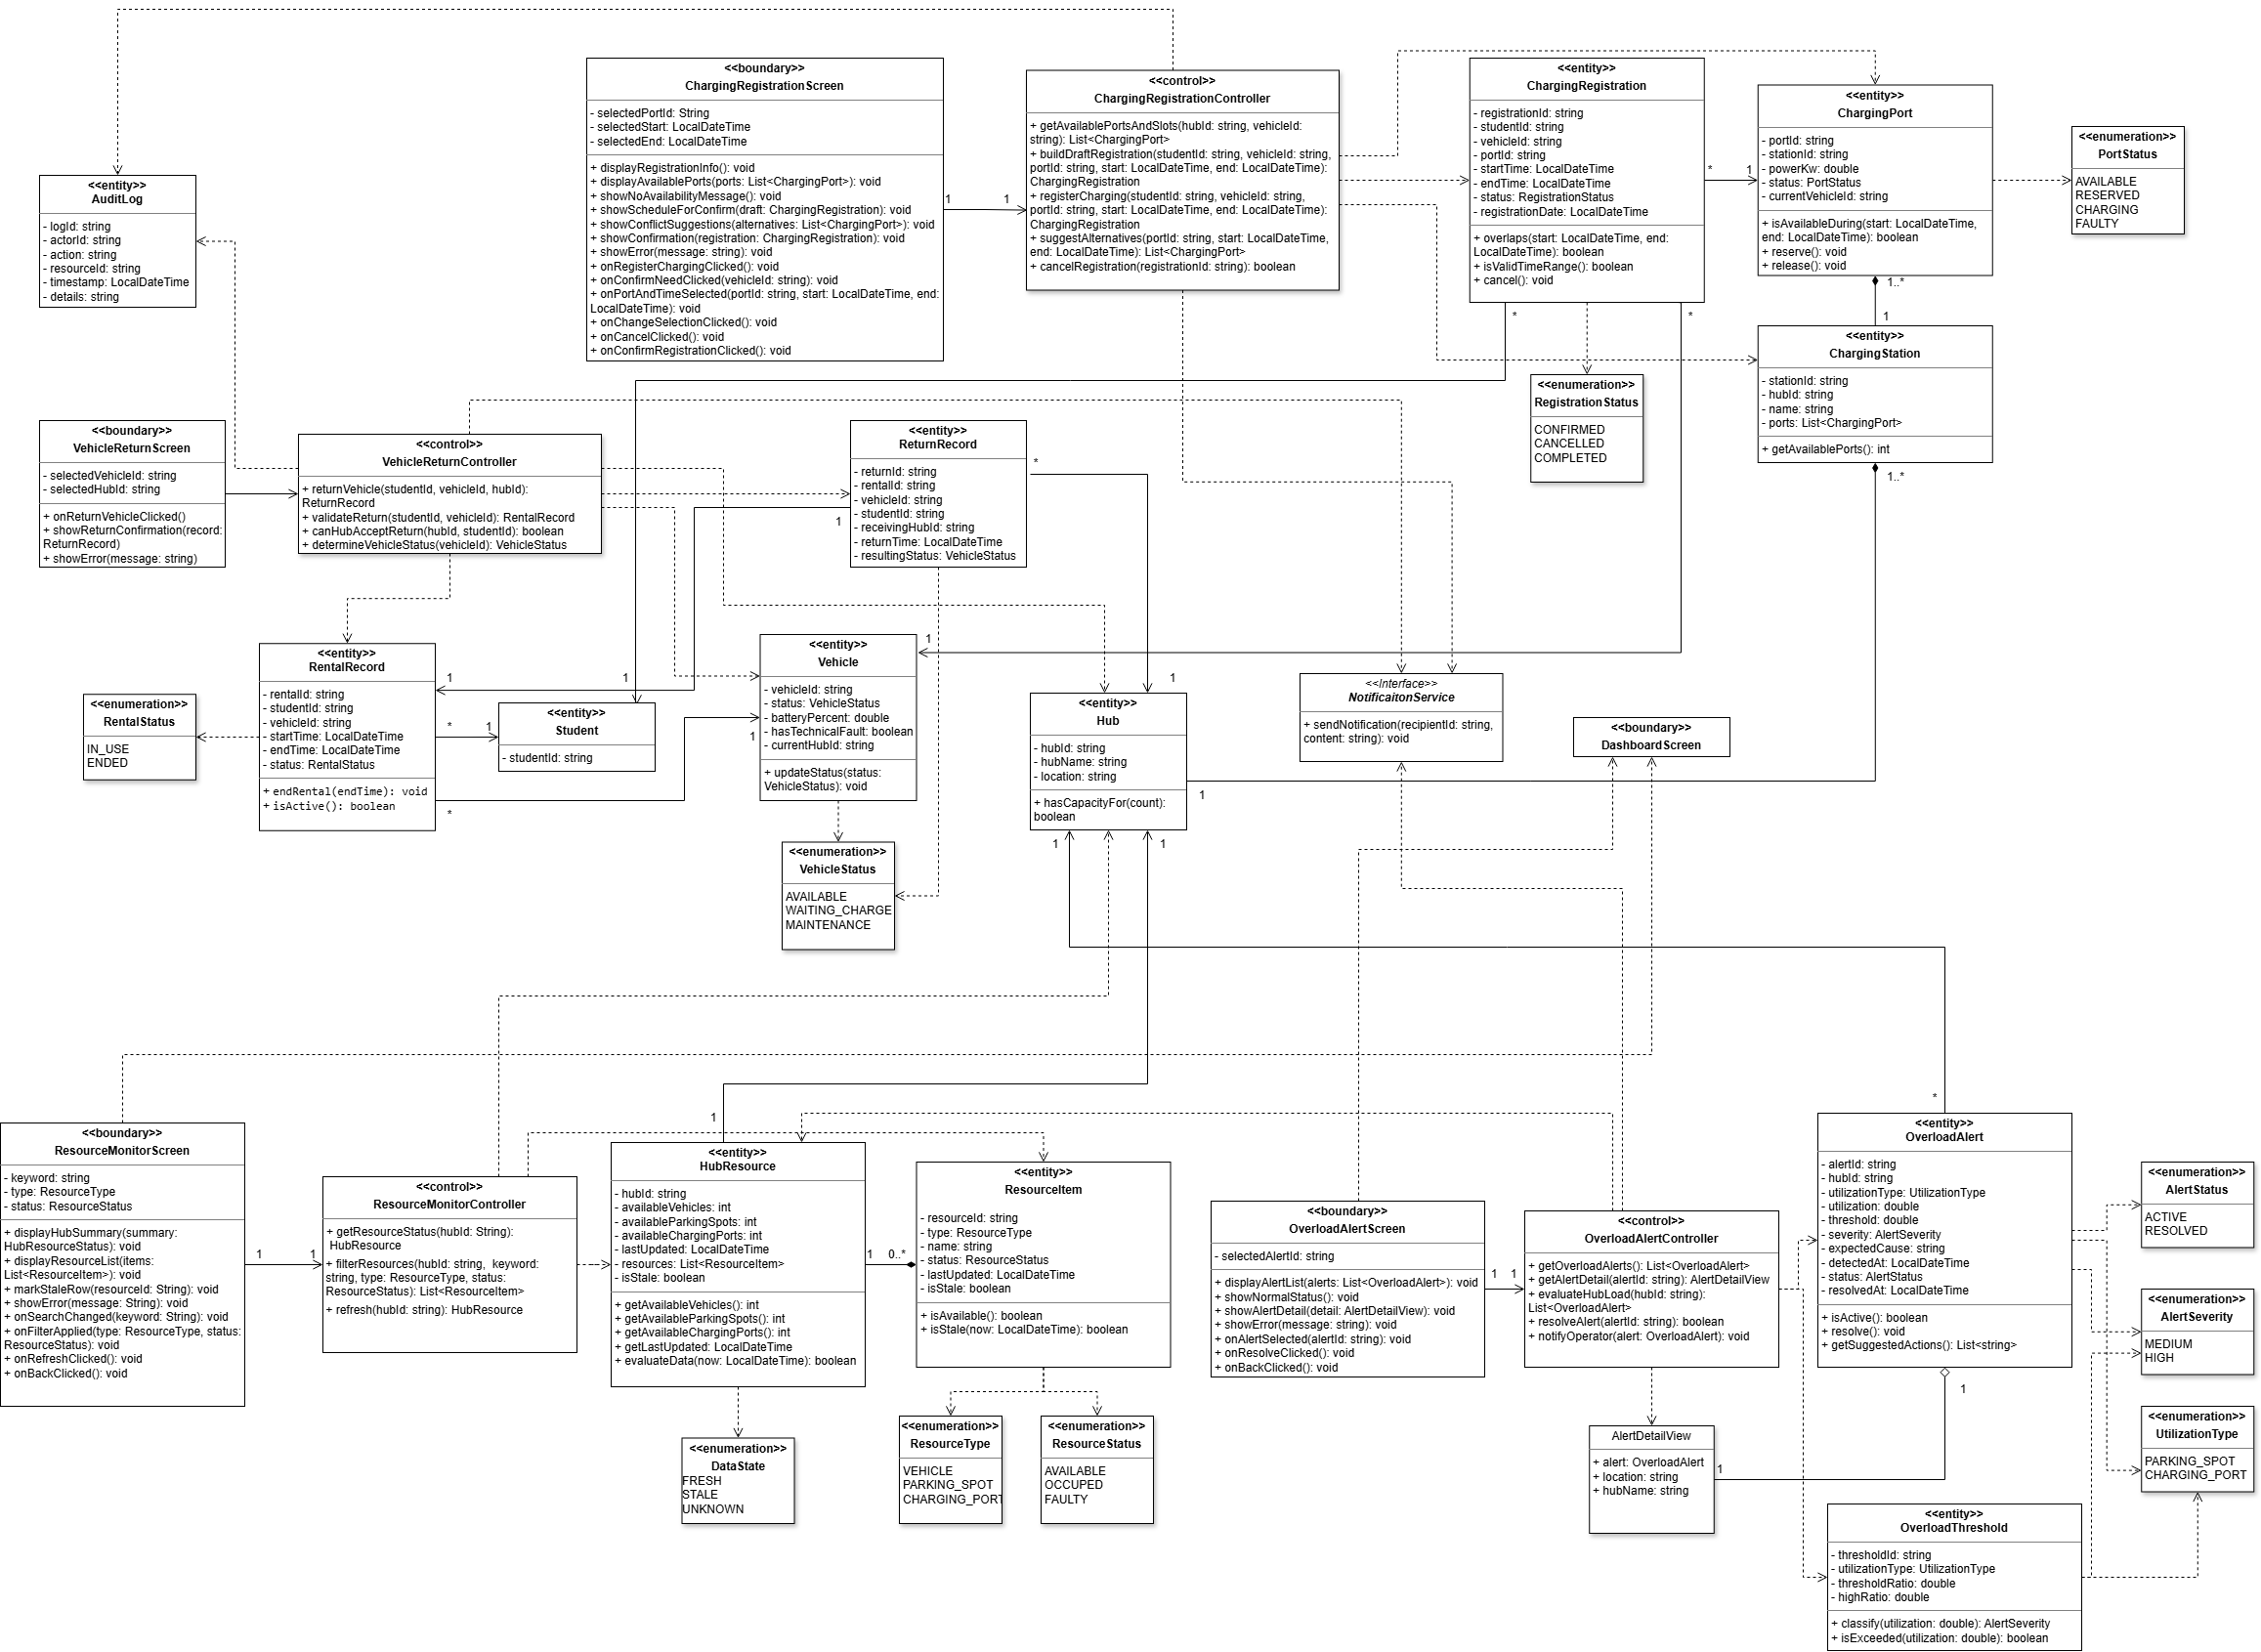 <<boundary>>
ChargingRegistrationScreen
- selectedPortId: String
- selectedStart: LocalDateTime
- selectedEnd: LocalDateTime
+ displayRegistrationInfo(): void
+ displayAvailablePorts(ports: List<ChargingPort>): void
+ showNoAvailabilityMessage(): void
+ showScheduleForConfirm(draft: ChargingRegistration): void
+ showConflictSuggestions(alternatives: List<ChargingPort>): void
+ showConfirmation(registration: ChargingRegistration): void
+ showError(message: string): void
+ onRegisterChargingClicked(): void
+ onConfirmNeedClicked(vehicleId: string): void
+ onPortAndTimeSelected(portId: string, start: LocalDateTime, end:
LocalDateTime): void
+ onChangeSelectionClicked(): void
+ onCancelClicked(): void
+ onConfirmRegistrationClicked(): void
1
1
<<control>>
ChargingRegistrationController
+ getAvailablePortsAndSlots(hubId: string, vehicleId:
string): List<ChargingPort>
+ buildDraftRegistration(studentId: string, vehicleId: string,
portId: string, start: LocalDateTime, end: LocalDateTime):
ChargingRegistration
+ registerCharging(studentId: string, vehicleId: string,
portId: string, start: LocalDateTime, end: LocalDateTime):
ChargingRegistration
+ suggestAlternatives(portId: string, start: LocalDateTime,
end: LocalDateTime): List<ChargingPort>
+ cancelRegistration(registrationId: string): boolean
<<entity>>
ChargingRegistration
- registrationId: string
- studentId: string
- vehicleId: string
- portId: string
- startTime: LocalDateTime
- endTime: LocalDateTime
- status: RegistrationStatus
- registrationDate: LocalDateTime
+ overlaps(start: LocalDateTime, end:
LocalDateTime): boolean
+ isValidTimeRange(): boolean
+ cancel(): void
*
1
*
*
<<entity>>
ChargingPort
- portId: string
- stationId: string
- powerKw: double
- status: PortStatus
- currentVehicleId: string
+ isAvailableDuring(start: LocalDateTime,
end: LocalDateTime): boolean
+ reserve(): void
+ release(): void
1..*
1
<<enumeration>>
PortStatus
AVAILABLE
RESERVED
CHARGING
FAULTY
<<entity>>
AuditLog
- logId: string
- actorId: string
- action: string
- resourceId: string
- timestamp: LocalDateTime
- details: string
<<entity>>
ChargingStation
- stationId: string
- hubId: string
- name: string
- ports: List<ChargingPort>
+ getAvailablePorts(): int
1..*
<<enumeration>>
RegistrationStatus
CONFIRMED
CANCELLED
COMPLETED
<<boundary>>
VehicleReturnScreen
- selectedVehicleId: string
- selectedHubId: string
+ onReturnVehicleClicked()
+ showReturnConfirmation(record:
ReturnRecord)
+ showError(message: string)
<<control>>
VehicleReturnController
+ returnVehicle(studentId, vehicleId, hubId):
ReturnRecord
+ validateReturn(studentId, vehicleId): RentalRecord
+ canHubAcceptReturn(hubId, studentId): boolean
+ determineVehicleStatus(vehicleId): VehicleStatus
<<entity>>
ReturnRecord
- returnId: string
- rentalId: string
- vehicleId: string
- studentId: string
- receivingHubId: string
- returnTime: LocalDateTime
- resultingStatus: VehicleStatus
*
1
<<entity>>
RentalRecord
- rentalId: string
- studentId: string
- vehicleId: string
- startTime: LocalDateTime
- endTime: LocalDateTime
- status: RentalStatus
+ endRental(endTime): void
+ isActive(): boolean
1
*
1
*
<<enumeration>>
RentalStatus
IN_USE
ENDED
1
<<entity>>
Student
- studentId: string
<<entity>>
Vehicle
- vehicleId: string
- status: VehicleStatus
- batteryPercent: double
- hasTechnicalFault: boolean
- currentHubId: string
+ updateStatus(status:
VehicleStatus): void
1
1
<<enumeration>>
VehicleStatus
AVAILABLE
WAITING_CHARGE
MAINTENANCE
1
<<entity>>
Hub
- hubId: string
- hubName: string
- location: string
+ hasCapacityFor(count):
boolean
1
1
1
<<Interface>>
NotificaitonService
+ sendNotification(recipientId: string,
content: string): void
<<boundary>>
DashboardScreen
<<boundary>>
ResourceMonitorScreen
- keyword: string
- type: ResourceType
- status: ResourceStatus
+ displayHubSummary(summary:
HubResourceStatus): void
+ displayResourceList(items:
List<ResourceItem>): void
+ markStaleRow(resourceId: String): void
+ showError(message: String): void
+ onSearchChanged(keyword: String): void
+ onFilterApplied(type: ResourceType, status:
ResourceStatus): void
+ onRefreshClicked(): void
+ onBackClicked(): void
1
1
<<control>>
ResourceMonitorController
+ getResourceStatus(hubId: String):
HubResource
+ filterResources(hubId: string, keyword:
string, type: ResourceType, status:
ResourceStatus): List<ResourceItem>
+ refresh(hubId: string): HubResource
1
<<entity>>
HubResource
- hubId: string
- availableVehicles: int
- availableParkingSpots: int
- availableChargingPorts: int
- lastUpdated: LocalDateTime
- resources: List<ResourceItem>
- isStale: boolean
+ getAvailableVehicles(): int
+ getAvailableParkingSpots(): int
+ getAvailableChargingPorts(): int
+ getLastUpdated: LocalDateTime
+ evaluateData(now: LocalDateTime): boolean
1
0..*
<<enumeration>>
DataState
FRESH
STALE
UNKNOWN
<<entity>>
ResourceItem
- resourceId: string
- type: ResourceType
- name: string
- status: ResourceStatus
- lastUpdated: LocalDateTime
- isStale: boolean
+ isAvailable(): boolean
+ isStale(now: LocalDateTime): boolean
<<enumeration>>
ResourceType
VEHICLE
PARKING_SPOT
CHARGING_PORT
<<enumeration>>
ResourceStatus
AVAILABLE
OCCUPED
FAULTY
<<boundary>>
OverloadAlertScreen
- selectedAlertId: string
+ displayAlertList(alerts: List<OverloadAlert>): void
+ showNormalStatus(): void
+ showAlertDetail(detail: AlertDetailView): void
+ showError(message: string): void
+ onAlertSelected(alertId: string): void
+ onResolveClicked(): void
+ onBackClicked(): void
1
1
<<control>>
OverloadAlertController
+ getOverloadAlerts(): List<OverloadAlert>
+ getAlertDetail(alertId: string): AlertDetailView
+ evaluateHubLoad(hubId: string):
List<OverloadAlert>
+ resolveAlert(alertId: string): boolean
+ notifyOperator(alert: OverloadAlert): void
*
<<entity>>
OverloadAlert
- alertId: string
- hubId: string
- utilizationType: UtilizationType
- utilization: double
- threshold: double
- severity: AlertSeverity
- expectedCause: string
- detectedAt: LocalDateTime
- status: AlertStatus
- resolvedAt: LocalDateTime
+ isActive(): boolean
+ resolve(): void
+ getSuggestedActions(): List<string>
1
<<enumeration>>
AlertStatus
ACTIVE
RESOLVED
<<enumeration>>
AlertSeverity
MEDIUM
HIGH
<<enumeration>>
UtilizationType
PARKING_SPOT
CHARGING_PORT
AlertDetailView
+ alert: OverloadAlert
+ location: string
+ hubName: string
1
<<entity>>
OverloadThreshold
- thresholdId: string
- utilizationType: UtilizationType
- thresholdRatio: double
- highRatio: double
+ classify(utilization: double): AlertSeverity
+ isExceeded(utilization: double): boolean